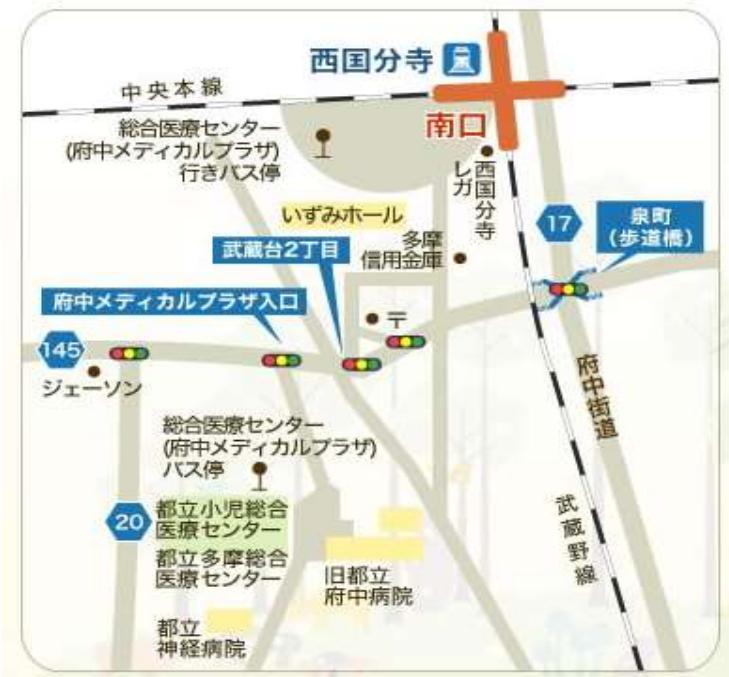 西国分寺
中央本線
南口
総合医療センター
(府中メディカルプラザ)
行きバス停
西国分寺
レガ
いずみホール
多摩
信用金庫
17
泉町
(歩道橋)
武蔵台2丁目
府中メディカルプラザ入口
〒
145
ジェーソン
府中街道
総合医療センター
(府中メディカルプラザ)
バス停
20
都立小児総合
医療センター
都立多摩総合
医療センター
旧都立
府中病院
武蔵野線
都立
神経病院